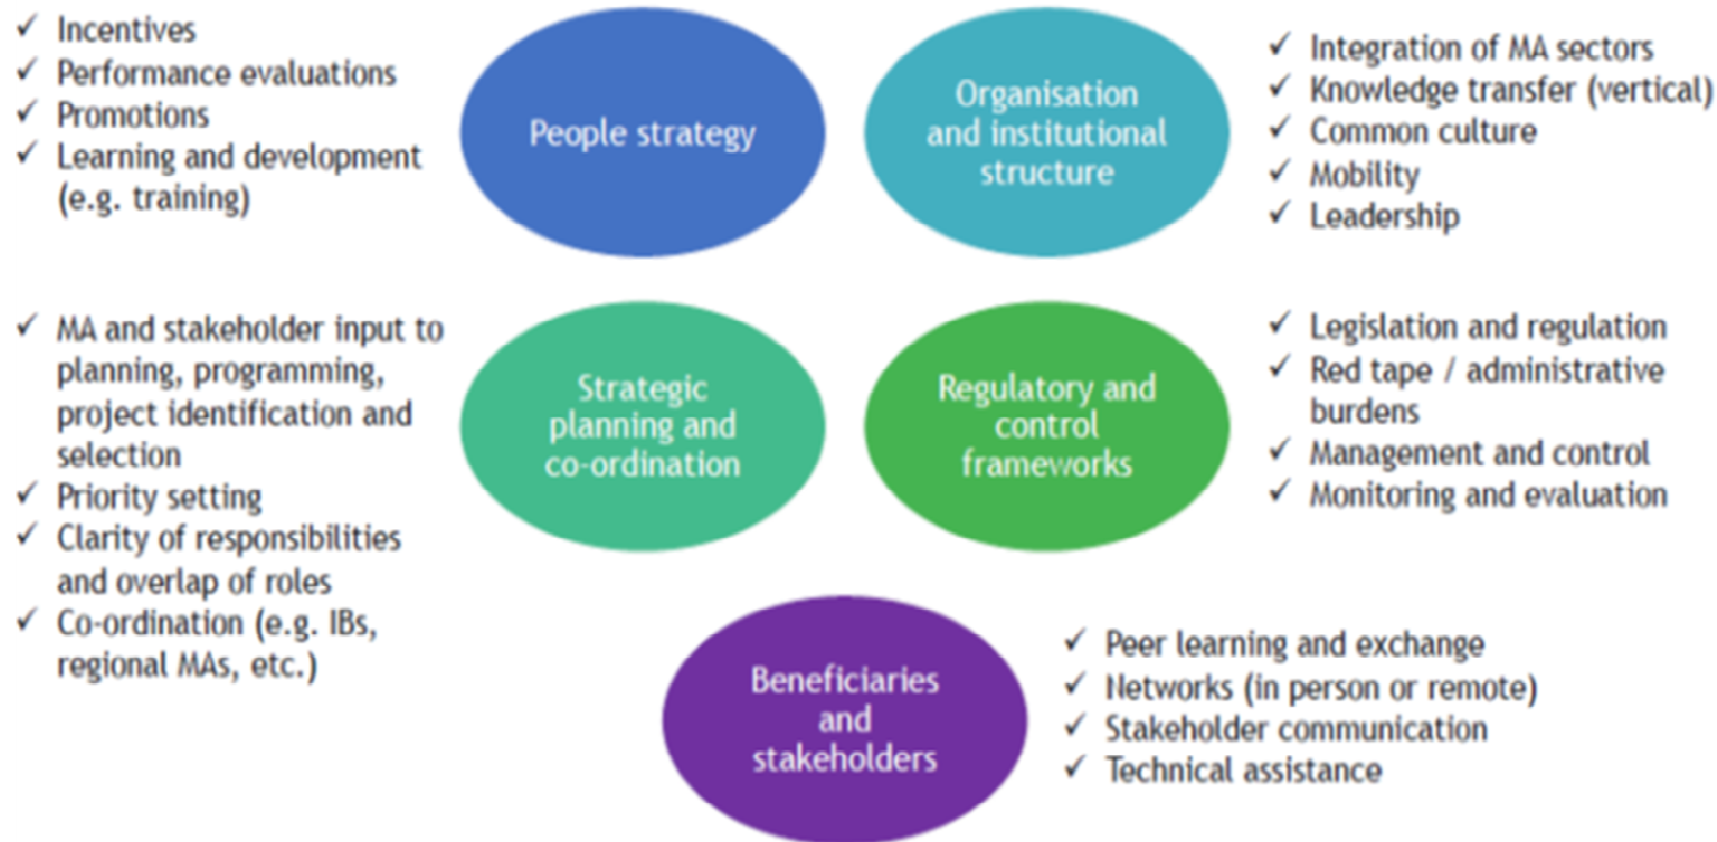 ✓ Incentives
✓ Performance evaluations
✓ Promotions
✓ Learning and development
(e.g. training)
People strategy
Organisation
and institutional
structure
✓ Integration of MA sectors
✓ Knowledge transfer (vertical)
✓ Common culture
✓ Mobility
✓ Leadership
✓ MA and stakeholder input to
planning, programming,
project identification and
selection
✓ Priority setting
✓ Clarity of responsibilities
and overlap of roles
✓ Co-ordination (e.g. IBs,
regional MAs, etc.)
Strategic
planning and
co-ordination
Regulatory and
control
frameworks
✓ Legislation and regulation
✓ Red tape / administrative
burdens
✓ Management and control
✓ Monitoring and evaluation
Beneficiaries
and
stakeholders
✓ Peer learning and exchange
✓ Networks (in person or remote)
✓ Stakeholder communication
✓ Technical assistance